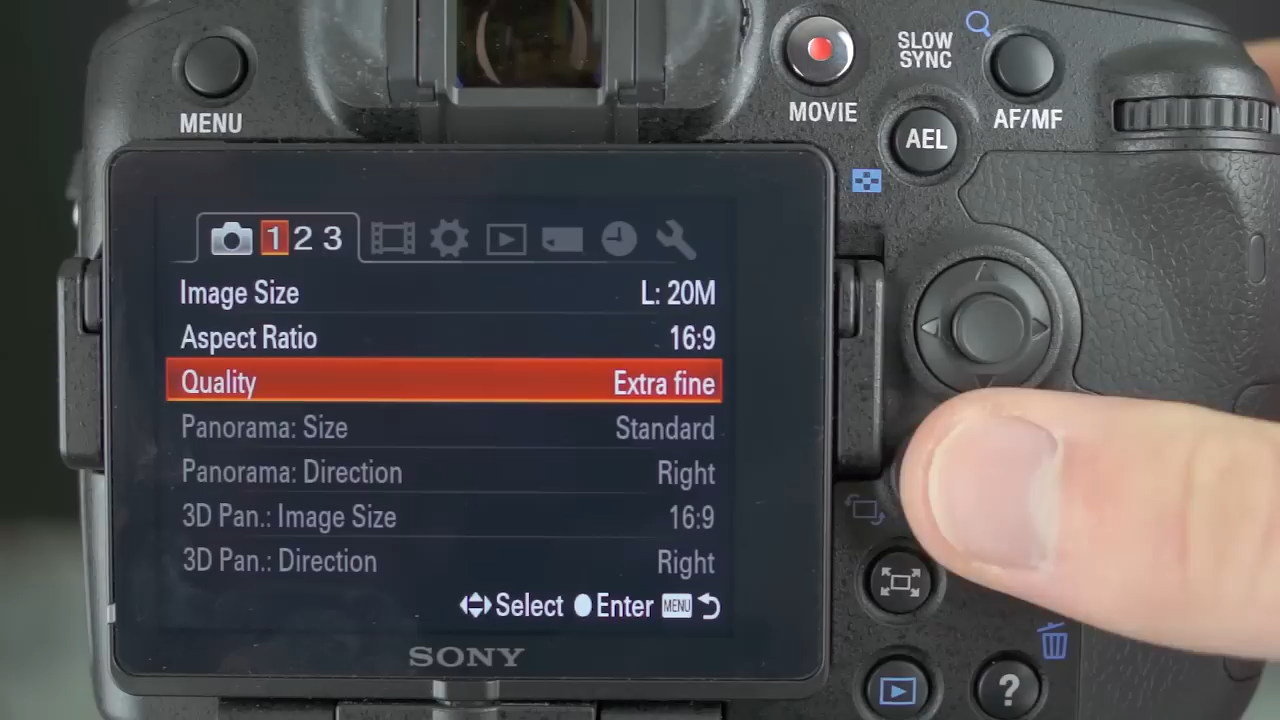 MENU
MOVIE
SLOW
SYNC
AF/MF
AEL
1 2 3
Image Size L: 20M
Aspect Ratio 16:9
Quality Extra fine
Panorama: Size Standard
Panorama: Direction Right
3D Pan.: Image Size 16:9
3D Pan.: Direction Right
Select Enter MENU
SONY
?